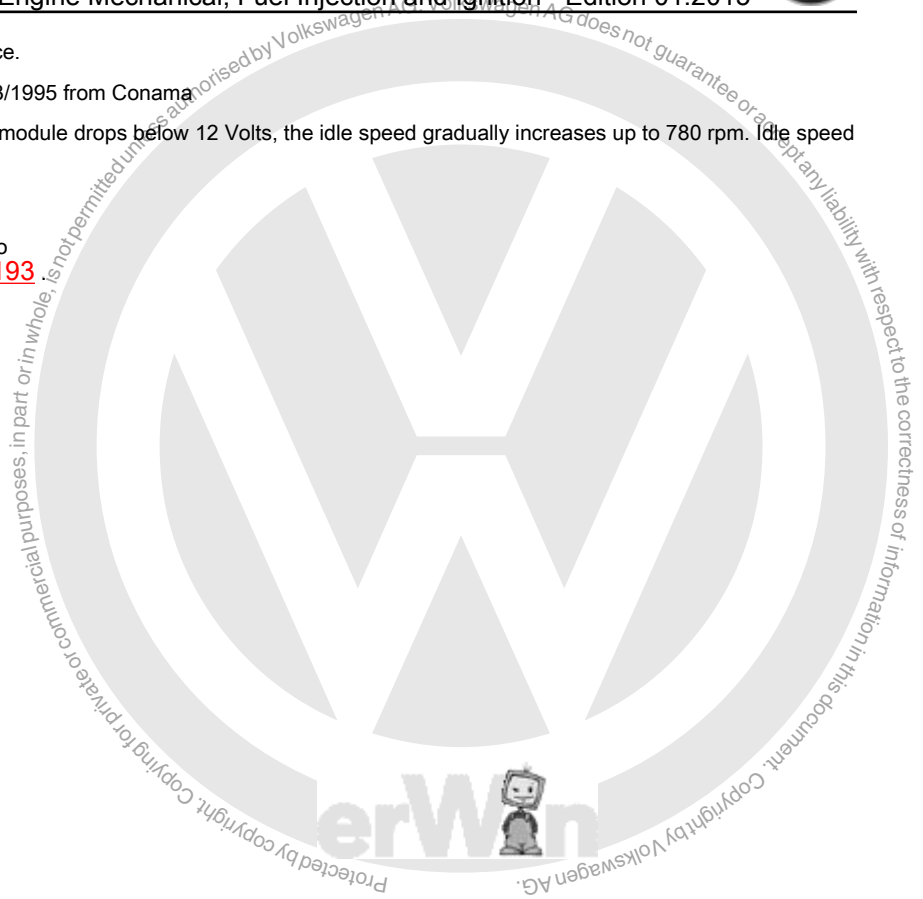 Engine Mechanical, Fuel Injection and Ignition - Edition 01.2015
ce.
3/1995 from Conama
module drops below 12 Volts, the idle speed gradually increases up to 780 rpm. Idle speed
o
193 .
Protected by copyright. Copying for private or commercial purposes, in part or in whole, is not permitted unless authorised by Volkswagen AG. Volkswagen AG does not guarantee or accept any liability with respect to the correctness of information in this document. Copyright by Volkswagen AG.
erWin